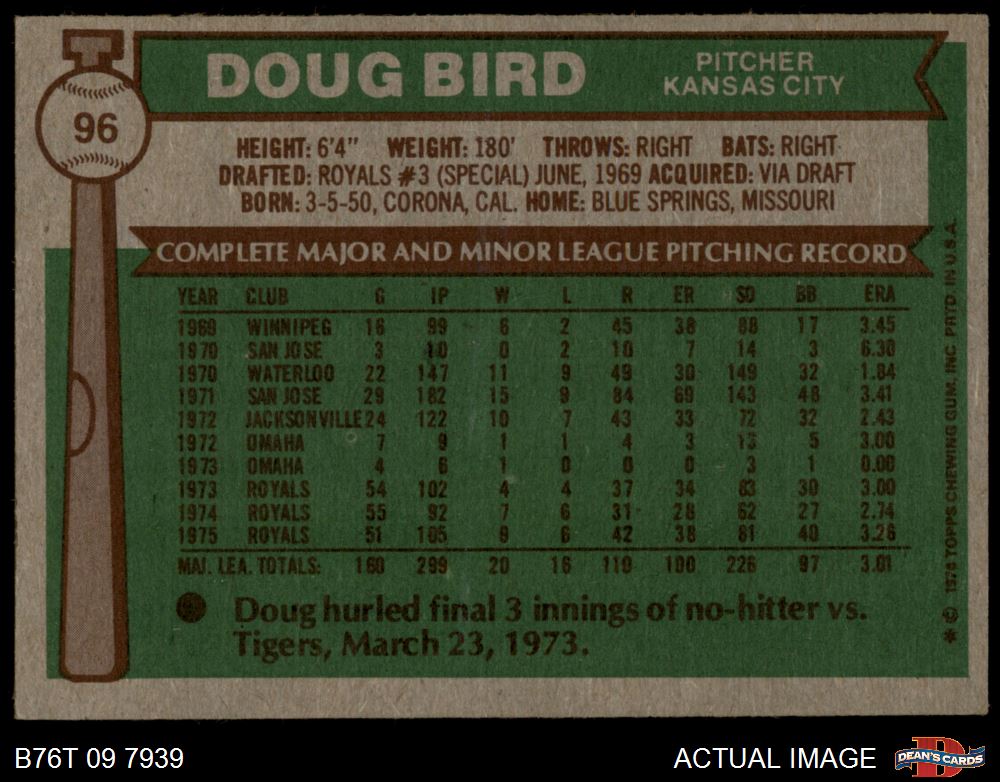 DOUG BIRD
PITCHER
KANSAS CITY
96
HEIGHT: 6'4" WEIGHT: 180' THROWS: RIGHT BATS: RIGHT
DRAFTED: ROYALS #3 (SPECIAL) JUNE, 1969 ACQUIRED: VIA DRAFT
BORN: 3-5-50, CORONA, CAL. HOME: BLUE SPRINGS, MISSOURI
COMPLETE MAJOR AND MINOR LEAGUE PITCHING RECORD
YEAR CLUB G IP W L R ER SO BB ERA
1969 WINNIPEG 16 99 6 2 45 38 88 17 3.45
1970 SAN JOSE 3 10 0 2 10 7 14 3 6.30
1970 WATERLOO 22 147 11 9 49 30 149 32 1.84
1971 SAN JOSE 29 182 15 9 84 69 143 48 3.41
1972 JACKSONVILLE 24 122 10 7 43 33 72 32 2.43
1972 OMAHA 7 9 1 1 4 3 13 5 3.00
1973 OMAHA 4 6 1 0 0 0 3 1 0.00
1973 ROYALS 54 102 4 4 37 34 83 30 3.00
1974 ROYALS 55 92 7 6 31 28 62 27 2.74
1975 ROYALS 51 105 9 6 42 38 81 40 3.26
MAJ. LEA. TOTALS: 160 299 20 16 110 100 226 97 3.01
Doug hurled final 3 innings of no-hitter vs.
Tigers, March 23, 1973.
* © 1976 TOPPS CHEWING GUM, INC. PRTD. IN U.S.A.
B76T 09 7939
ACTUAL IMAGE
D
DEAN'S CARDS